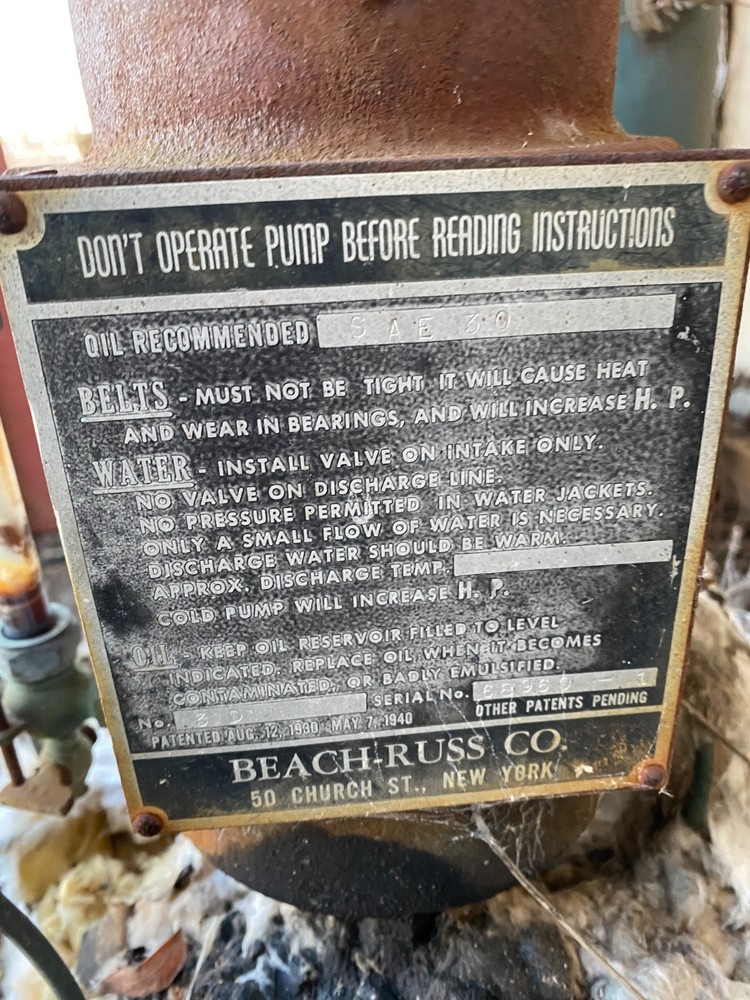 DON'T OPERATE PUMP BEFORE READING INSTRUCTIONS
OIL RECOMMENDED SAE 30
BELTS - MUST NOT BE TIGHT IT WILL CAUSE HEAT
AND WEAR IN BEARINGS, AND WILL INCREASE H. P.
WATER - INSTALL VALVE ON INTAKE ONLY.
NO VALVE ON DISCHARGE LINE.
NO PRESSURE PERMITTED IN WATER JACKETS.
ONLY A SMALL FLOW OF WATER IS NECESSARY.
DISCHARGE WATER SHOULD BE WARM.
APPROX. DISCHARGE TEMP.
COLD PUMP WILL INCREASE H. P.
OIL - KEEP OIL RESERVOIR FILLED TO LEVEL
INDICATED. REPLACE OIL WHEN IT BECOMES
CONTAMINATED, OR BADLY EMULSIFIED.
No. SERIAL No.
PATENTED AUG. 12, 1930 MAY 7, 1940 OTHER PATENTS PENDING
BEACH-RUSS CO.
50 CHURCH ST., NEW YORK